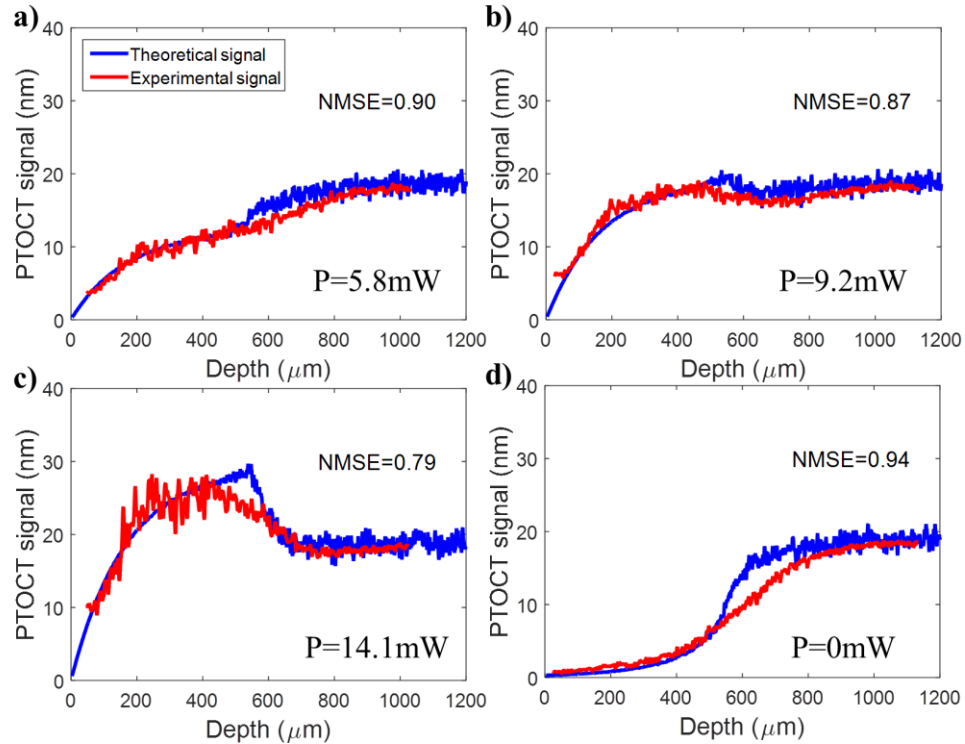 a)
40
30
20
10
0
PTOCT signal (nm)
Theoretical signal
Experimental signal
NMSE=0.90
P=5.8mW
0 200 400 600 800 1000 1200
Depth (μm)
b)
40
30
20
10
0
PTOCT signal (nm)
NMSE=0.87
P=9.2mW
0 200 400 600 800 1000 1200
Depth (μm)
c)
40
30
20
10
0
PTOCT signal (nm)
NMSE=0.79
P=14.1mW
0 200 400 600 800 1000 1200
Depth (μm)
d)
40
30
20
10
0
PTOCT signal (nm)
NMSE=0.94
P=0mW
0 200 400 600 800 1000 1200
Depth (μm)